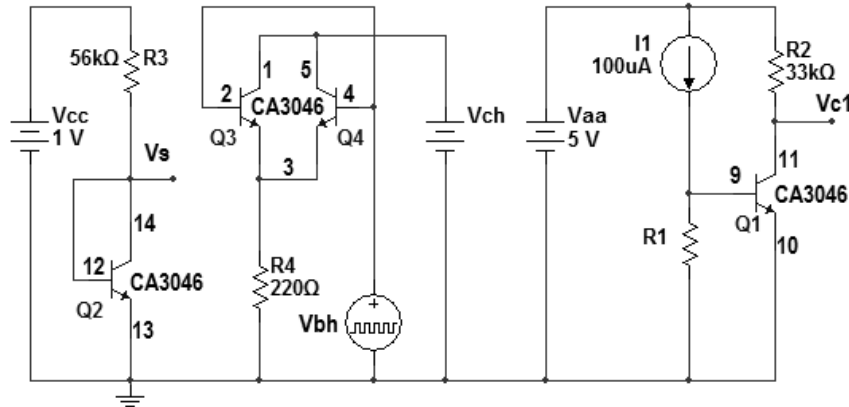 56kΩ
R3
Vcc
1 V
Vs
14
12
CA3046
Q2
13
1
5
2
CA3046
4
Q3
Q4
3
R4
220Ω
Vbh
Vch
Vaa
5 V
I1
100uA
R2
33kΩ
Vc1
11
9
CA3046
Q1
R1
10